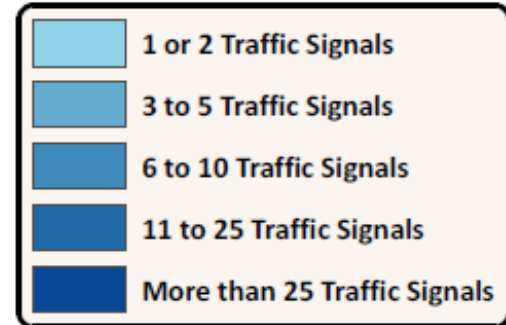 1 or 2 Traffic Signals
3 to 5 Traffic Signals
6 to 10 Traffic Signals
11 to 25 Traffic Signals
More than 25 Traffic Signals